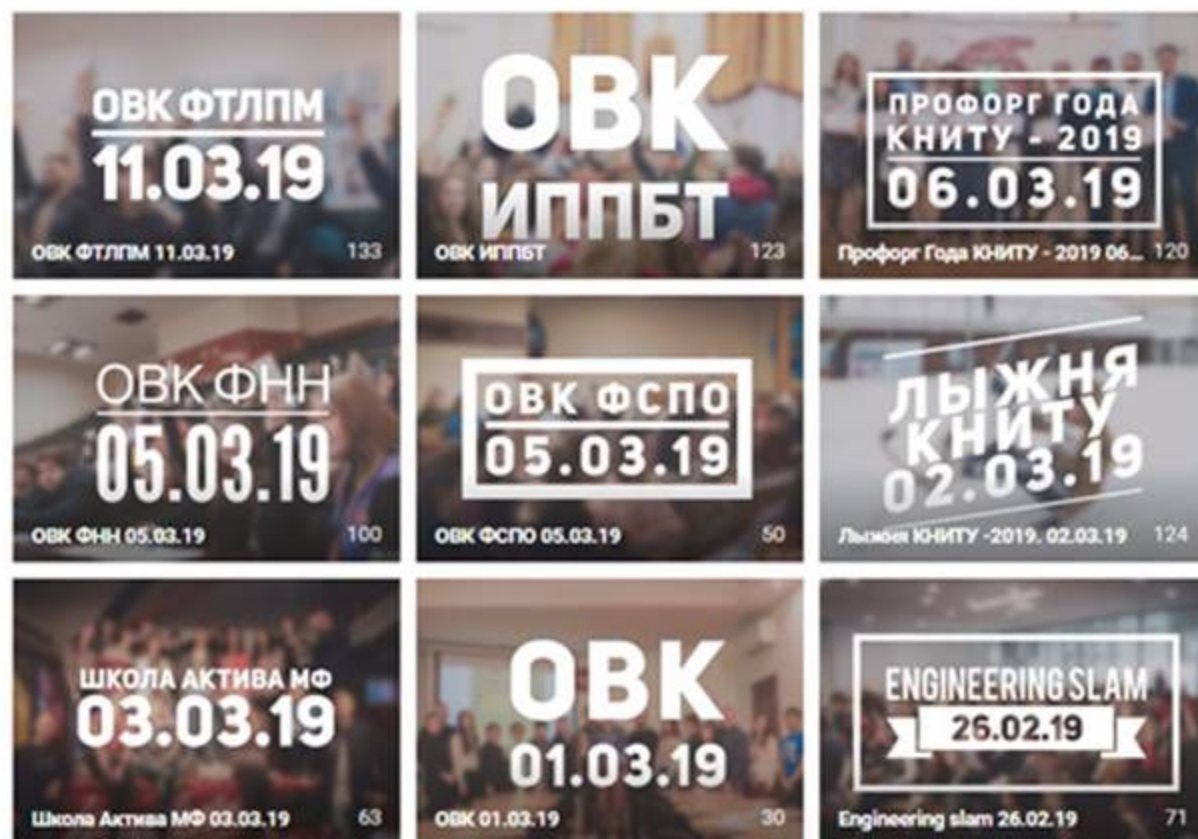 ОВК ФТЛПМ
11.03.19
ОВК ФТЛПМ 11.03.19 133
ОВК
ИППБТ
ОВК ИППБТ 123
ПРОФОРГ ГОДА
КНИТУ - 2019
06.03.19
Профорг Года КНИТУ - 2019 06... 120
ОВК ФНН
05.03.19
ОВК ФНН 05.03.19 100
ОВК ФСПО
05.03.19
ОВК ФСПО 05.03.19 50
ЛЫЖНЯ
КНИТУ
02.03.19
Лыжня КНИТУ -2019. 02.03.19 124
ШКОЛА АКТИВА МФ
03.03.19
Школа Актива МФ 03.03.19 63
ОВК
01.03.19
ОВК 01.03.19 30
ENGINEERING SLAM
26.02.19
Engineering slam 26.02.19 71